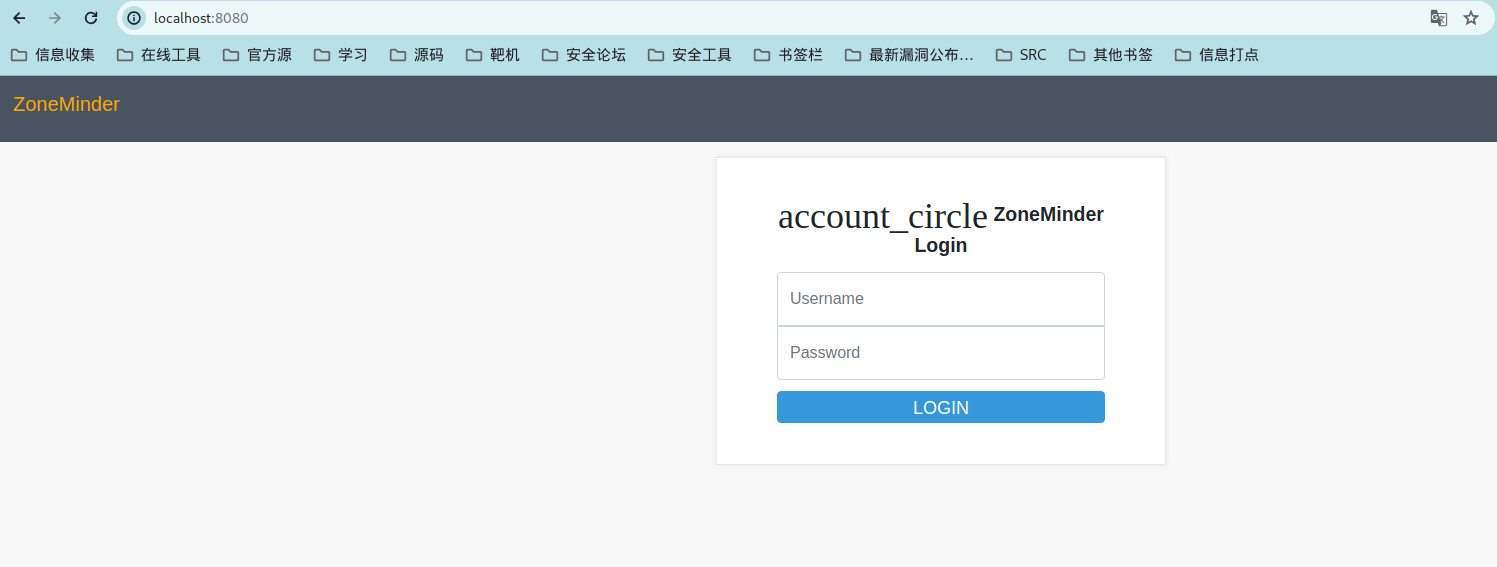 localhost:8080
信息收集 在线工具 官方源 学习 源码 靶机 安全论坛 安全工具 书签栏 最新漏洞公布… SRC 其他书签 信息打点
ZoneMinder
account_circle ZoneMinder
Login
Username
Password
LOGIN